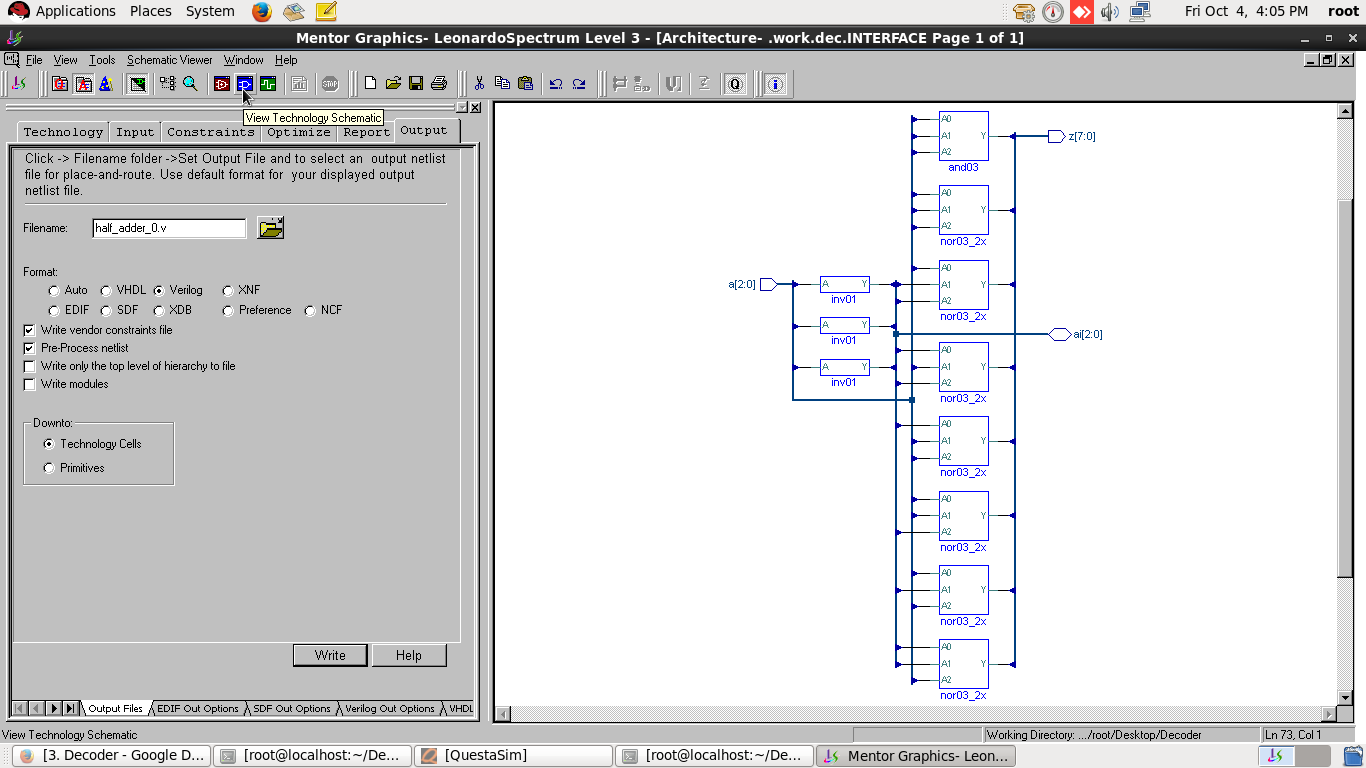 Applications Places System Fri Oct 4, 4:05 PM root
Mentor Graphics- LeonardoSpectrum Level 3 - [Architecture- .work.dec.INTERFACE Page 1 of 1]
File View Tools Schematic Viewer Window Help
STOP Q i
View Technology Schematic
Technology Input Constraints Optimize Report Output
Click -> Filename folder ->Set Output File and to select an output netlist
file for place-and-route. Use default format for your displayed output
netlist file.
Filename: half_adder_0.v
Format:
Auto VHDL Verilog XNF
EDIF SDF XDB Preference NCF
Write vendor constraints file
Pre-Process netlist
Write only the top level of hierarchy to file
Write modules
Downto:
Technology Cells
Primitives
Write Help
Output Files EDIF Out Options SDF Out Options Verilog Out Options VHDL
a[2:0]
A Y
inv01
A Y
inv01
A Y
inv01
A0
A1 Y
A2
and03
z[7:0]
A0
A1 Y
A2
nor03_2x
A0
A1 Y
A2
nor03_2x
ai[2:0]
A0
A1 Y
A2
nor03_2x
A0
A1 Y
A2
nor03_2x
A0
A1 Y
A2
nor03_2x
A0
A1 Y
A2
nor03_2x
A0
A1 Y
A2
nor03_2x
View Technology Schematic Working Directory: .../root/Desktop/Decoder Ln 73, Col 1
[3. Decoder - Google D... [root@localhost:~/De... [QuestaSim] [root@localhost:~/De... Mentor Graphics- Leon...